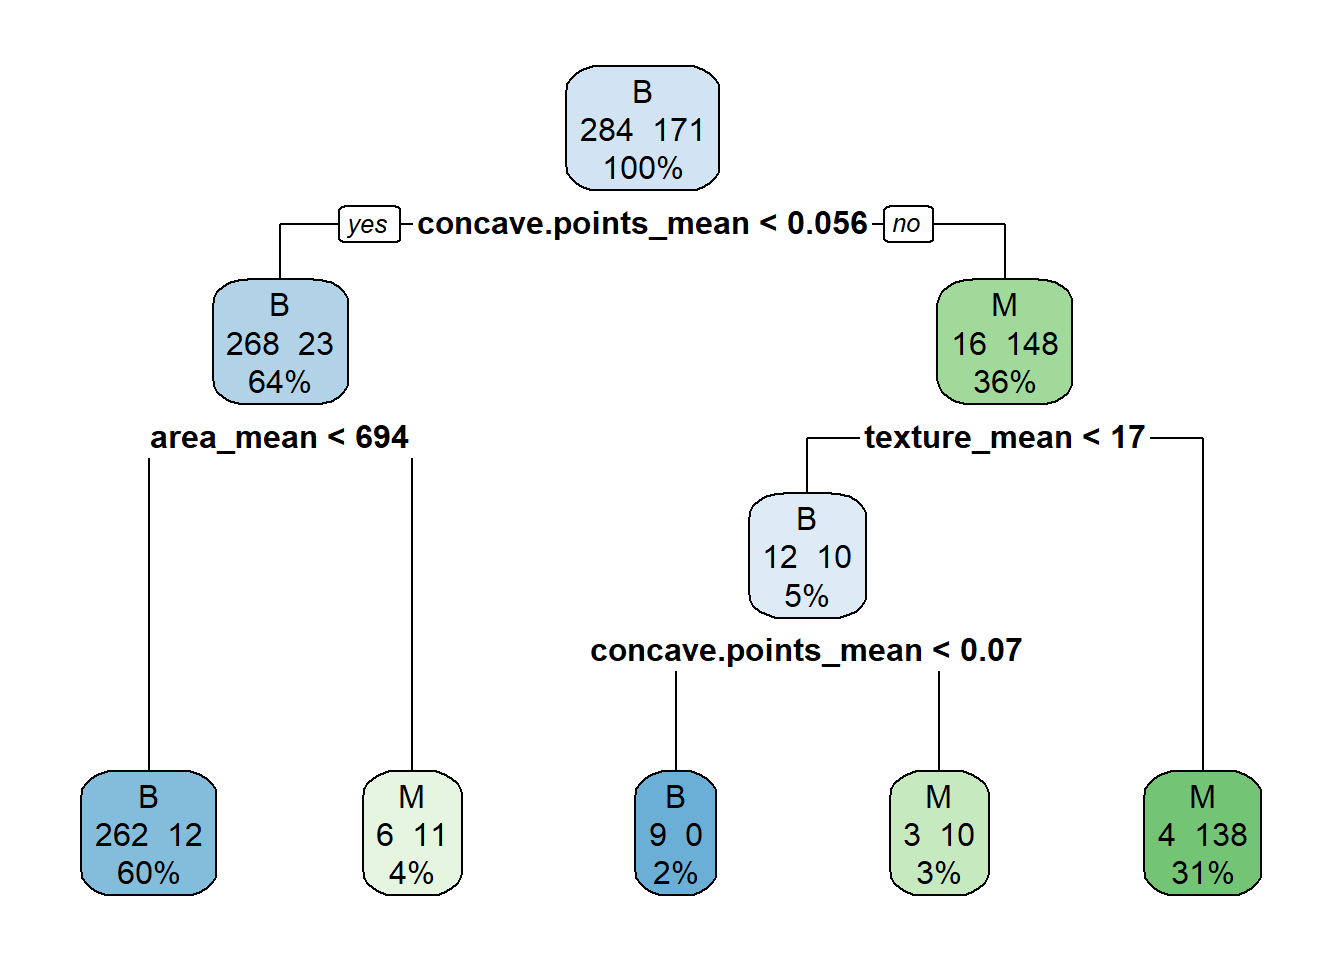 B
284 171
100%
yes concave.points_mean < 0.056 no
B
268 23
64%
M
16 148
36%
area_mean < 694
texture_mean < 17
B
12 10
5%
concave.points_mean < 0.07
B
262 12
60%
M
6 11
4%
B
9 0
2%
M
3 10
3%
M
4 138
31%